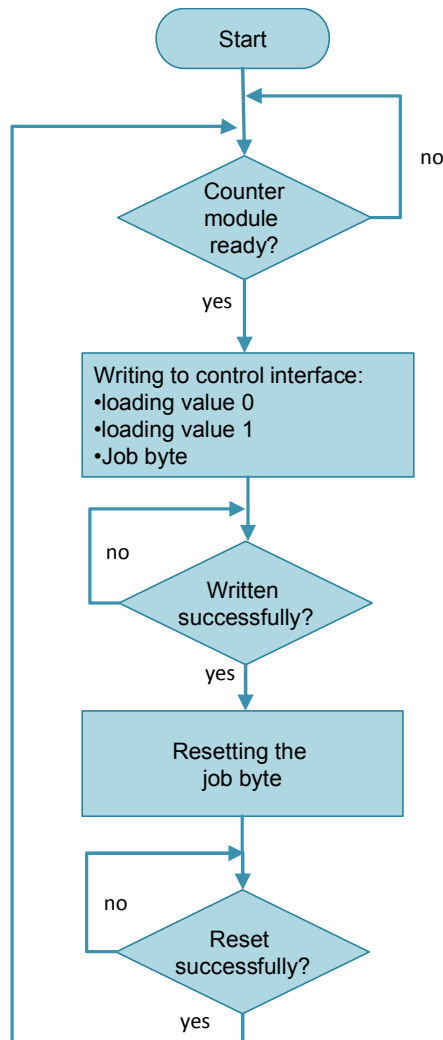 Start
no
Counter
module
ready?
yes
Writing to control interface:
•loading value 0
•loading value 1
•Job byte
no
Written
successfully?
yes
Resetting the
job byte
no
Reset
successfully?
yes